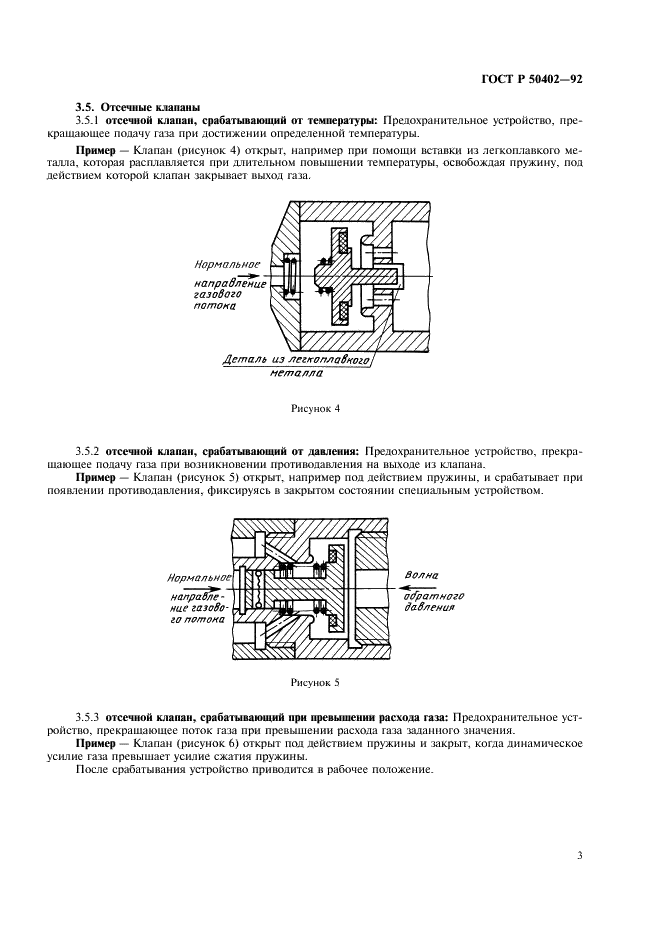 ГОСТ Р 50402—92
3.5. Отсечные клапаны
3.5.1 отсечной клапан, срабатывающий от температуры: Предохранительное устройство, пре-
кращающее подачу газа при достижении определенной температуры.
Пример — Клапан (рисунок 4) открыт, например при помощи вставки из легкоплавкого ме-
талла, которая расплавляется при длительном повышении температуры, освобождая пружину, под
действием которой клапан закрывает выход газа.
Нормальное
направление
газового
потока
Деталь из легкоплавкого
металла
Рисунок 4
3.5.2 отсечной клапан, срабатывающий от давления: Предохранительное устройство, прекра-
щающее подачу газа при возникновении противодавления на выходе из клапана.
Пример — Клапан (рисунок 5) открыт, например под действием пружины, и срабатывает при
появлении противодавления, фиксируясь в закрытом состоянии специальным устройством.
Нормальное
направле-
ние газово-
го потока
Волна
обратного
давления
Рисунок 5
3.5.3 отсечной клапан, срабатывающий при превышении расхода газа: Предохранительное уст-
ройство, прекращающее поток газа при превышении расхода газа заданного значения.
Пример — Клапан (рисунок 6) открыт под действием пружины и закрыт, когда динамическое
усилие газа превышает усилие сжатия пружины.
После срабатывания устройство приводится в рабочее положение.
3